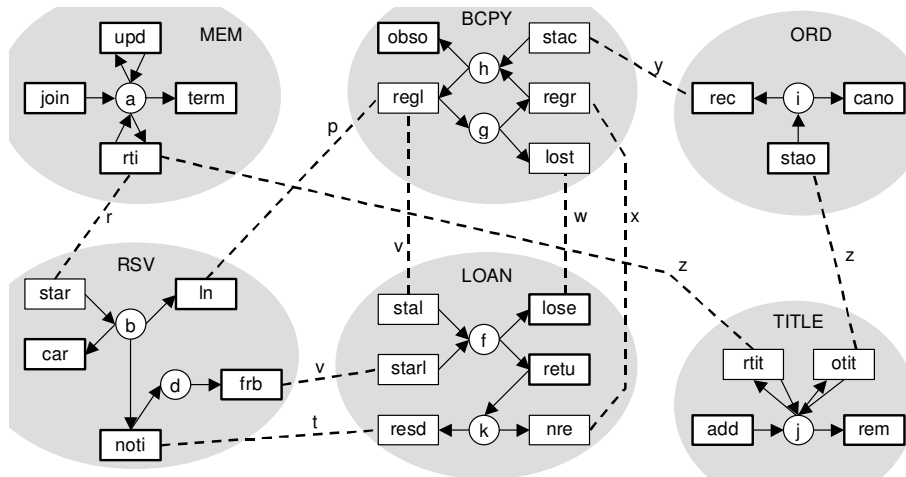 MEM
upd
join
a
term
rti
BCPY
obso
stac
h
regl
regr
g
lost
ORD
rec
i
cano
stao
y
p
r
v
w
x
z
z
RSV
star
ln
b
car
d
frb
noti
v
t
LOAN
stal
lose
f
starl
retu
resd
k
nre
TITLE
rtit
otit
add
j
rem